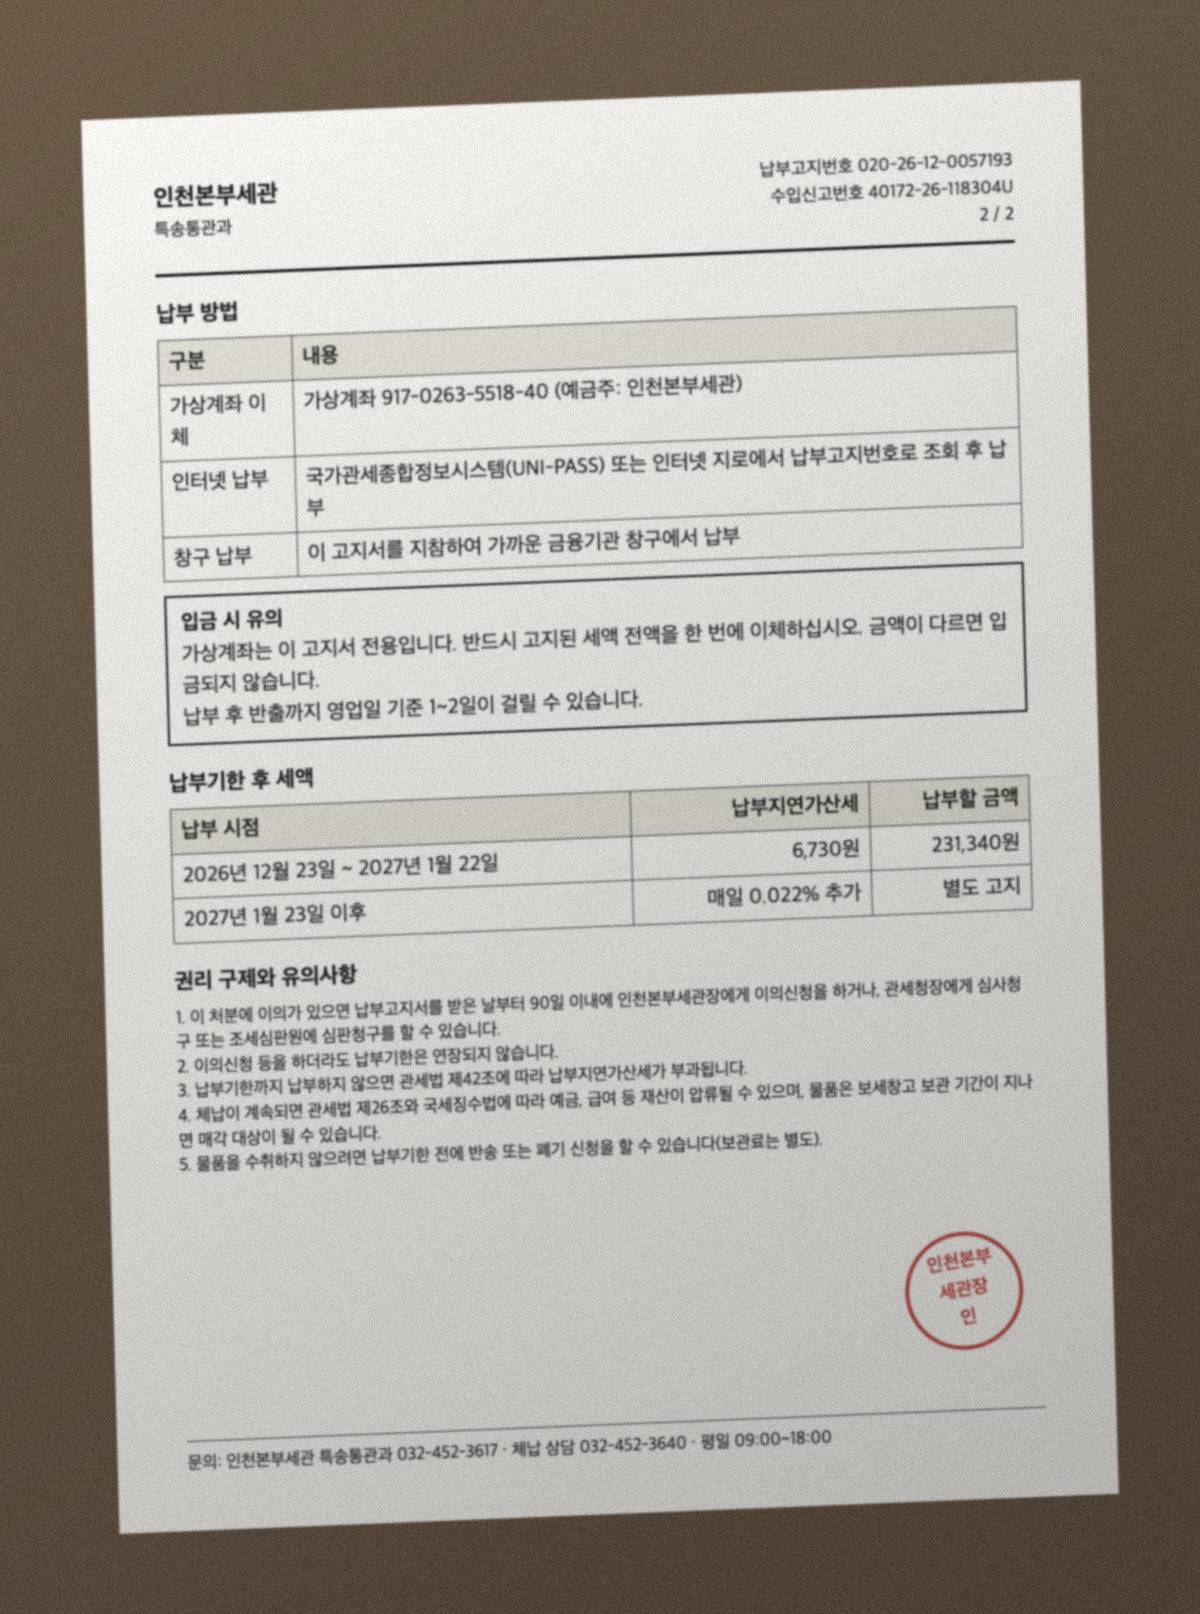 인천본부세관
특송통관과
납부고지번호 020-26-12-0057193
수입신고번호 40172-26-118304U
2 / 2
납부 방법
구분 내용
가상계좌 이 가상계좌 917-0263-5518-40 (예금주: 인천본부세관)
체
인터넷 납부 국가관세종합정보시스템(UNI-PASS) 또는 인터넷 지로에서 납부고지번호로 조회 후 납
부
창구 납부 이 고지서를 지참하여 가까운 금융기관 창구에서 납부
입금 시 유의
가상계좌는 이 고지서 전용입니다. 반드시 고지된 세액 전액을 한 번에 이체하십시오. 금액이 다르면 입
금되지 않습니다.
납부 후 반출까지 영업일 기준 1~2일이 걸릴 수 있습니다.
납부기한 후 세액
납부 시점 납부지연가산세 납부할 금액
2026년 12월 23일 ~ 2027년 1월 22일 6,730원 231,340원
2027년 1월 23일 이후 매일 0.022% 추가 별도 고지
권리 구제와 유의사항
1. 이 처분에 이의가 있으면 납부고지서를 받은 날부터 90일 이내에 인천본부세관장에게 이의신청을 하거나, 관세청장에게 심사청
구 또는 조세심판원에 심판청구를 할 수 있습니다.
2. 이의신청 등을 하더라도 납부기한은 연장되지 않습니다.
3. 납부기한까지 납부하지 않으면 관세법 제42조에 따라 납부지연가산세가 부과됩니다.
4. 체납이 계속되면 관세법 제26조와 국세징수법에 따라 예금, 급여 등 재산이 압류될 수 있으며, 물품은 보세창고 보관 기간이 지나
면 매각 대상이 될 수 있습니다.
5. 물품을 수취하지 않으려면 납부기한 전에 반송 또는 폐기 신청을 할 수 있습니다(보관료는 별도).
인천본부
세관장
인
문의: 인천본부세관 특송통관과 032-452-3617 · 체납 상담 032-452-3640 · 평일 09:00~18:00